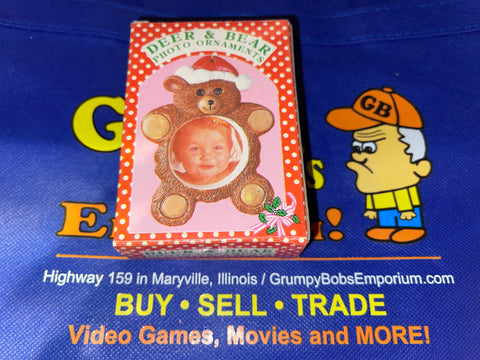 DEER & BEAR
PHOTO ORNAMENTS
G
GB
s
E !
Highway 159 in Maryville, Illinois / GrumpyBobsEmporium.com
BUY • SELL • TRADE
Video Games, Movies and MORE!